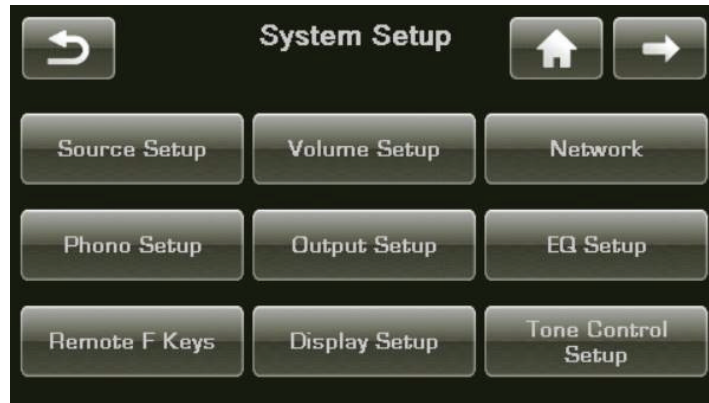 System Setup
Source Setup
Volume Setup
Network
Phono Setup
Output Setup
EQ Setup
Remote F Keys
Display Setup
Tone Control
Setup